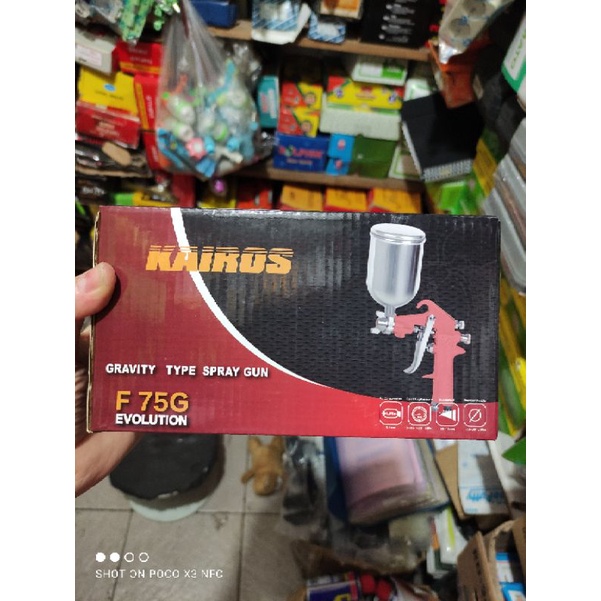 KAIROS
GRAVITY TYPE SPRAY GUN
F 75G
EVOLUTION
SHOT ON POCO X3 NFC